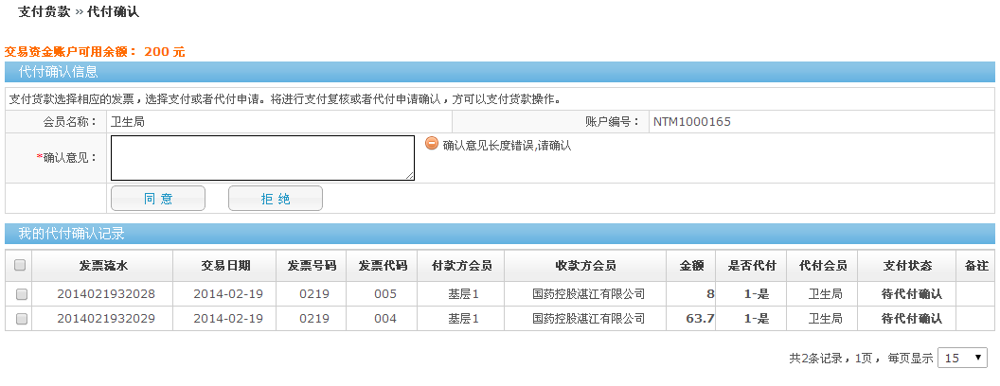 支付货款 » 代付确认
交易资金账户可用余额： 200 元
代付确认信息
支付货款选择相应的发票，选择支付或者代付申请。将进行支付复核或者代付申请确认，方可以支付货款操作。
会员名称： 卫生局 账户编号： NTM1000165
*确认意见： 确认意见长度错误,请确认
同 意 拒 绝
我的代付确认记录
发票流水 交易日期 发票号码 发票代码 付款方会员 收款方会员 金额 是否代付 代付会员 支付状态 备注
2014021932028 2014-02-19 0219 005 基层1 国药控股湛江有限公司 8 1-是 卫生局 待代付确认
2014021932029 2014-02-19 0219 004 基层1 国药控股湛江有限公司 63.7 1-是 卫生局 待代付确认
共2条记录，1页， 每页显示 15